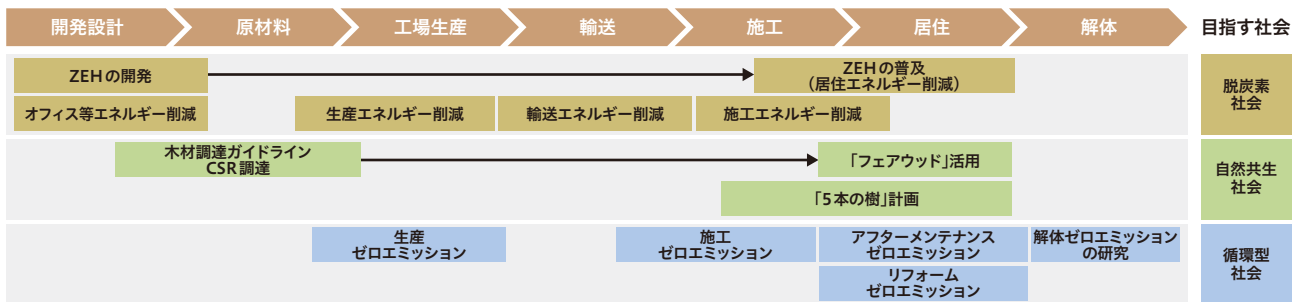 開発設計
原材料
工場生産
輸送
施工
居住
解体
目指す社会
ZEHの開発
ZEHの普及
(居住エネルギー削減)
オフィス等エネルギー削減
生産エネルギー削減
輸送エネルギー削減
施工エネルギー削減
脱炭素
社会
木材調達ガイドライン
CSR調達
「フェアウッド」活用
「5本の樹」計画
自然共生
社会
生産
ゼロエミッション
施工
ゼロエミッション
アフターメンテナンス
ゼロエミッション
解体ゼロエミッション
の研究
リフォーム
ゼロエミッション
循環型
社会